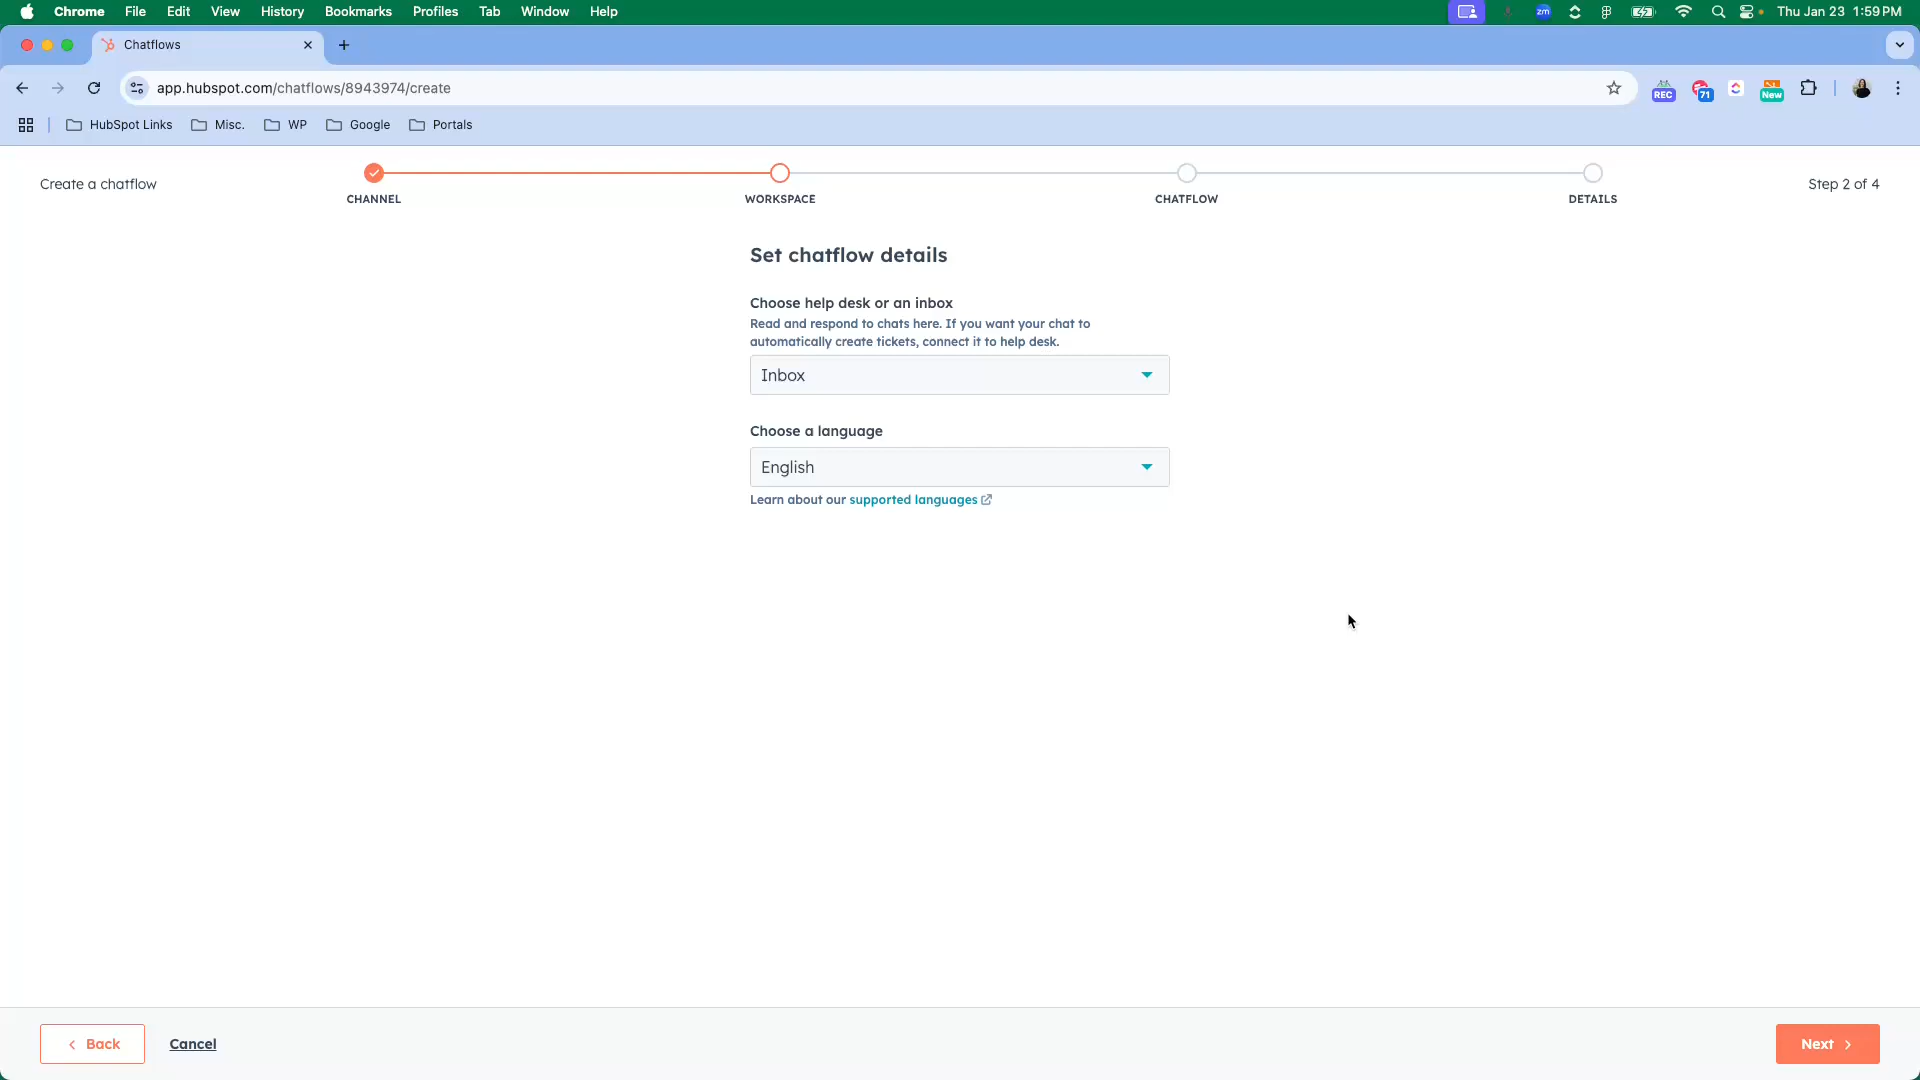 Chrome File Edit View History Bookmarks Profiles Tab Window Help zm Thu Jan 23 1:59 PM
Chatflows
app.hubspot.com/chatflows/8943974/create REC 71 New
HubSpot Links Misc. WP Google Portals
Create a chatflow
CHANNEL
WORKSPACE
CHATFLOW
DETAILS
Step 2 of 4
Set chatflow details
Choose help desk or an inbox
Read and respond to chats here. If you want your chat to
automatically create tickets, connect it to help desk.
Inbox
Choose a language
English
Learn about our supported languages
Back Cancel Next